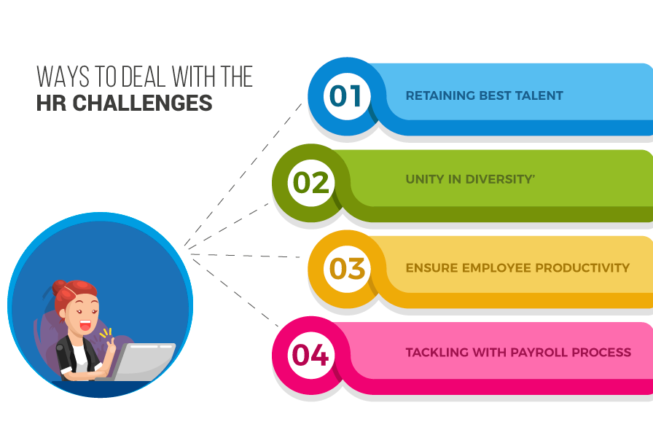 WAYS TO DEAL WITH THE
HR CHALLENGES
01
RETAINING BEST TALENT
02
UNITY IN DIVERSITY'
03
ENSURE EMPLOYEE PRODUCTIVITY
04
TACKLING WITH PAYROLL PROCESS